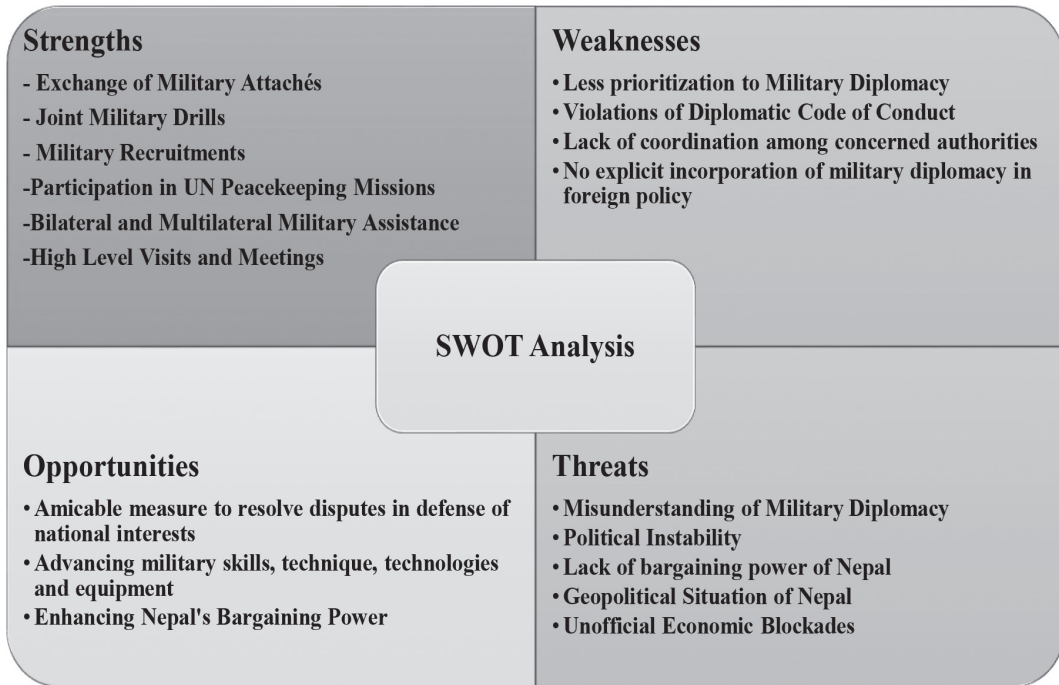 Strengths
- Exchange of Military Attachés
- Joint Military Drills
- Military Recruitments
-Participation in UN Peacekeeping Missions
-Bilateral and Multilateral Military Assistance
-High Level Visits and Meetings
Weaknesses
• Less prioritization to Military Diplomacy
• Violations of Diplomatic Code of Conduct
• Lack of coordination among concerned authorities
• No explicit incorporation of military diplomacy in
foreign policy
SWOT Analysis
Opportunities
• Amicable measure to resolve disputes in defense of
national interests
• Advancing military skills, technique, technologies
and equipment
• Enhancing Nepal's Bargaining Power
Threats
• Misunderstanding of Military Diplomacy
• Political Instability
• Lack of bargaining power of Nepal
• Geopolitical Situation of Nepal
• Unofficial Economic Blockades